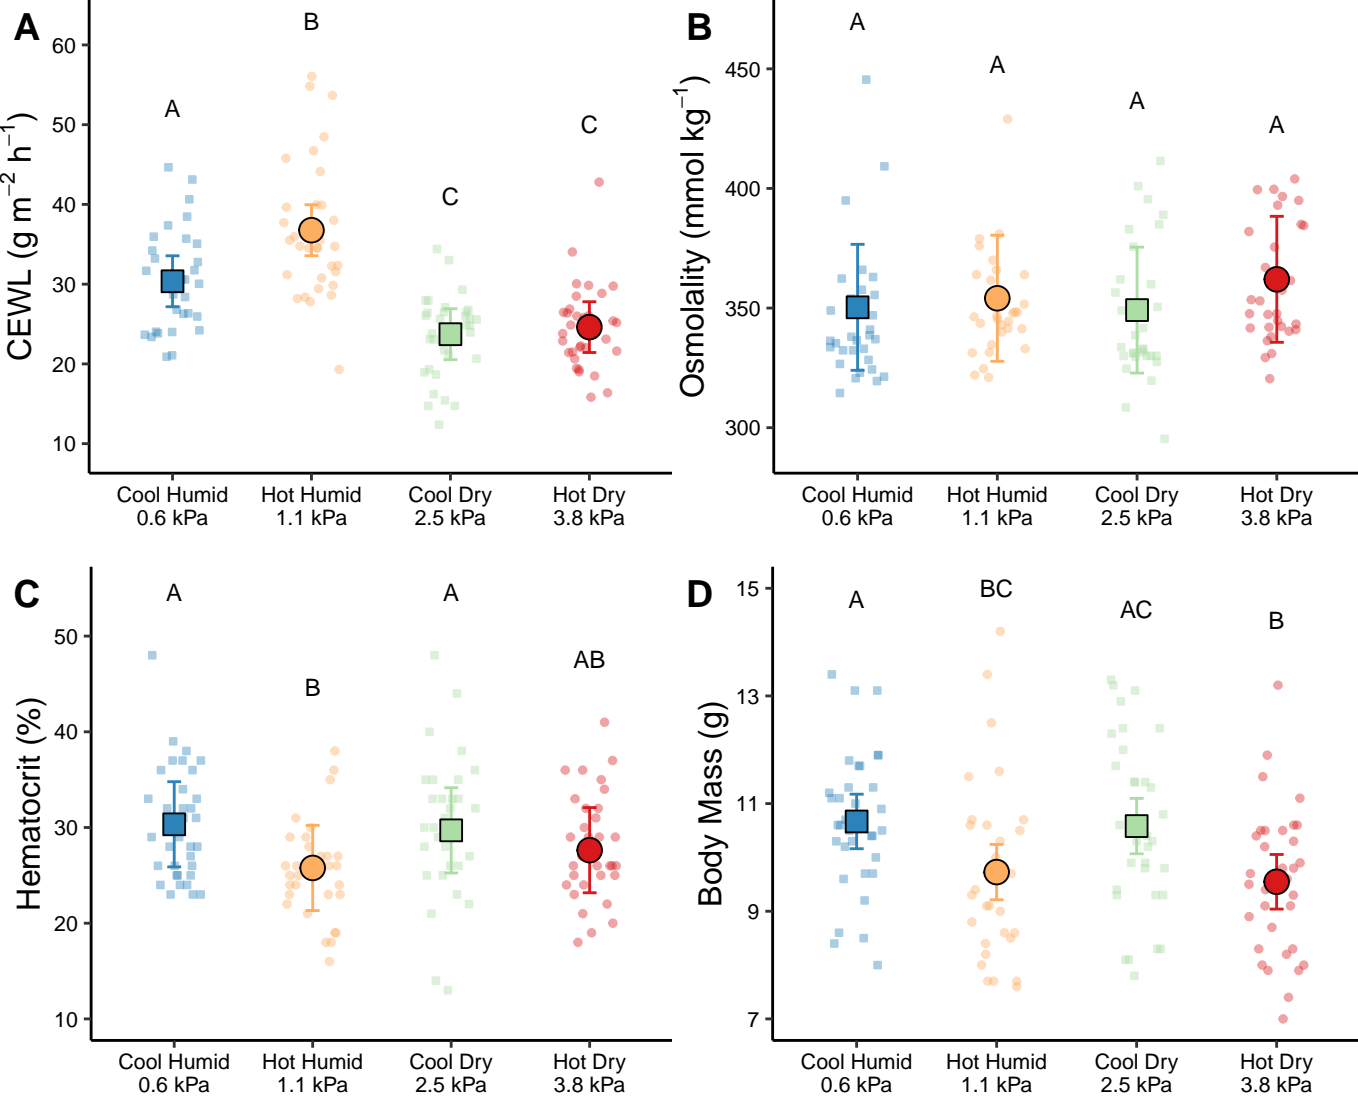 A
B
60
50
40
30
20
10
CEWL (g m⁻² h⁻¹)
A
B
C
C
Cool Humid
0.6 kPa
Hot Humid
1.1 kPa
Cool Dry
2.5 kPa
Hot Dry
3.8 kPa
B
450
400
350
300
Osmolality (mmol kg⁻¹)
A
A
A
A
Cool Humid
0.6 kPa
Hot Humid
1.1 kPa
Cool Dry
2.5 kPa
Hot Dry
3.8 kPa
C
50
40
30
20
10
Hematocrit (%)
A
B
A
AB
Cool Humid
0.6 kPa
Hot Humid
1.1 kPa
Cool Dry
2.5 kPa
Hot Dry
3.8 kPa
D
15
13
11
9
7
Body Mass (g)
A
BC
AC
B
Cool Humid
0.6 kPa
Hot Humid
1.1 kPa
Cool Dry
2.5 kPa
Hot Dry
3.8 kPa